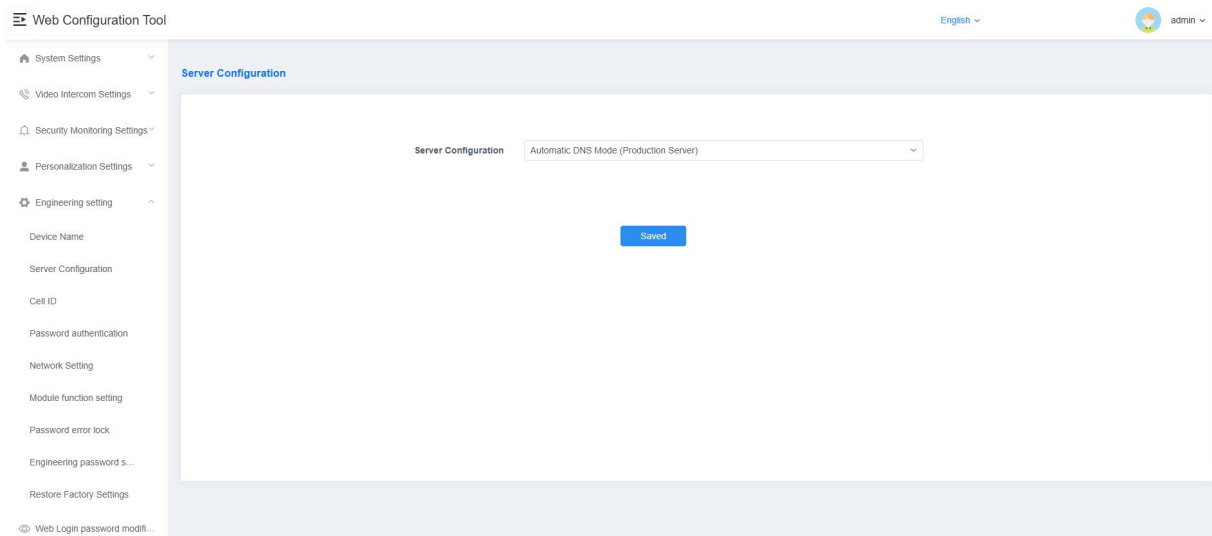 Web Configuration Tool
English
admin
System Settings
Video Intercom Settings
Security Monitoring Settings
Personalization Settings
Engineering setting
Device Name
Server Configuration
Cell ID
Password authentication
Network Setting
Module function setting
Password error lock
Engineering password s...
Restore Factory Settings
Web Login password modifi...
Server Configuration
Server Configuration Automatic DNS Mode (Production Server)
Saved